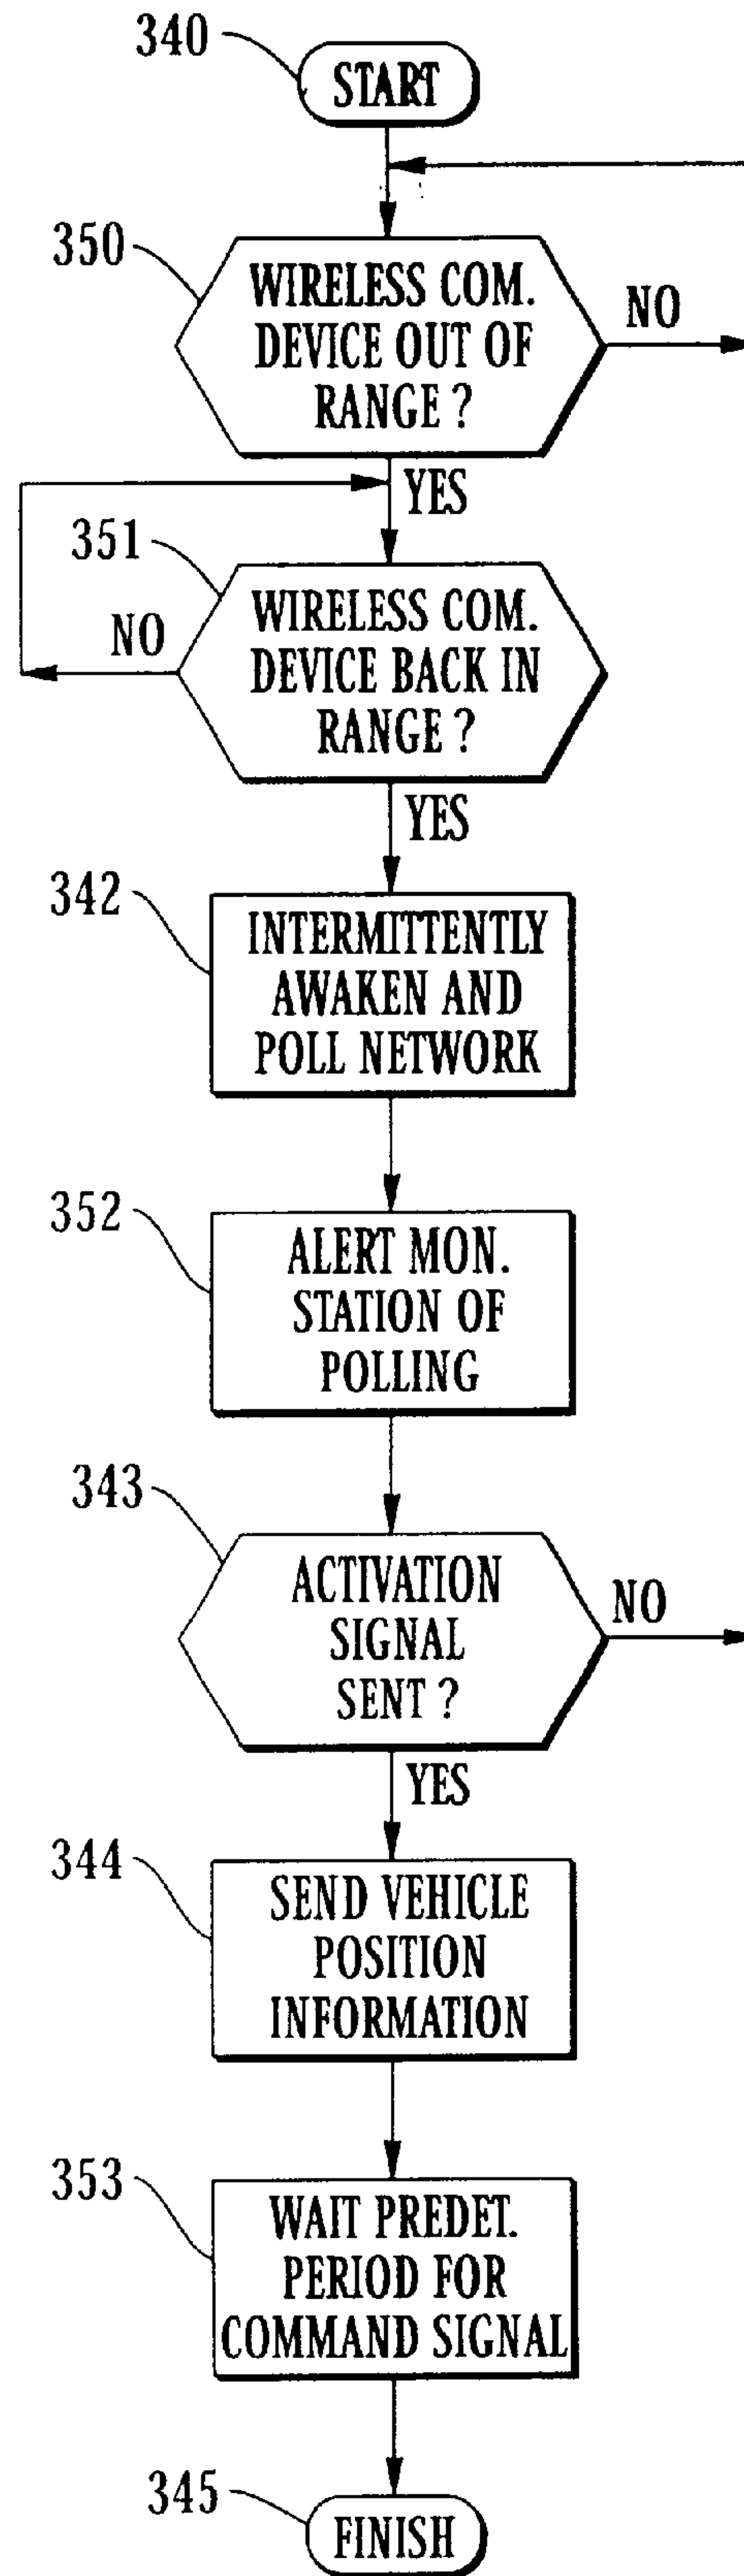 340
START
350
WIRELESS COM.
DEVICE OUT OF
RANGE ?
NO
YES
351
WIRELESS COM.
DEVICE BACK IN
RANGE ?
NO
YES
342
INTERMITTENTLY
AWAKEN AND
POLL NETWORK
352
ALERT MON.
STATION OF
POLLING
343
ACTIVATION
SIGNAL
SENT ?
NO
YES
344
SEND VEHICLE
POSITION
INFORMATION
353
WAIT PREDET.
PERIOD FOR
COMMAND SIGNAL
345
FINISH